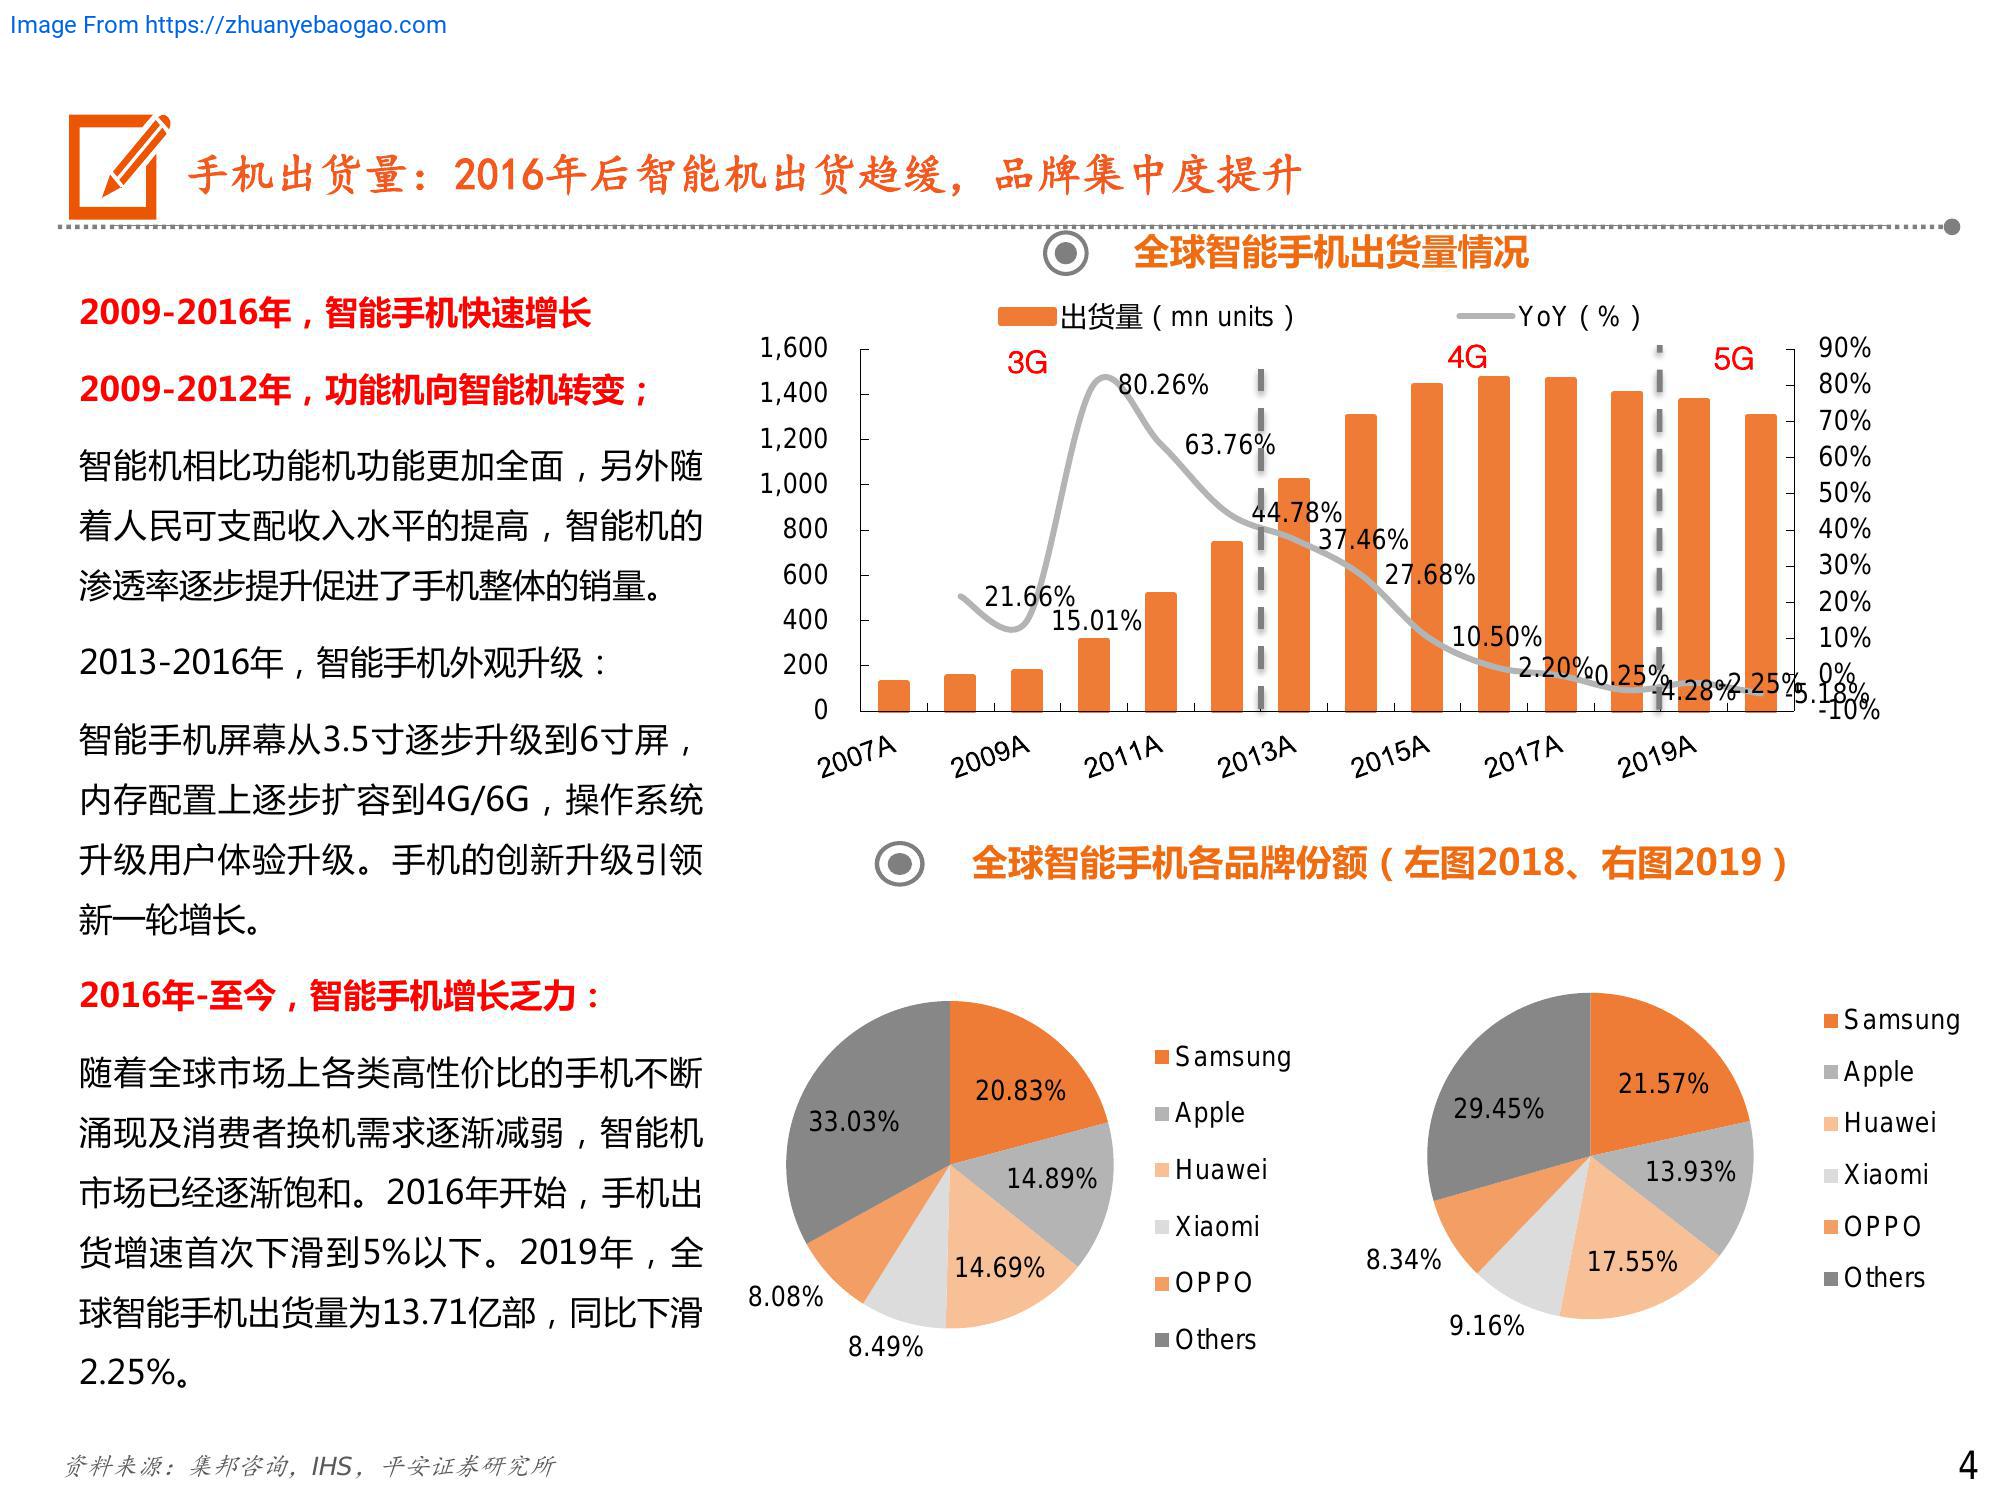 Image From https://zhuanyebaogao.com
手机出货量：2016年后智能机出货趋缓，品牌集中度提升
2009-2016年，智能手机快速增长
2009-2012年，功能机向智能机转变；
智能机相比功能机功能更加全面，另外随
着人民可支配收入水平的提高，智能机的
渗透率逐步提升促进了手机整体的销量。
2013-2016年，智能手机外观升级：
智能手机屏幕从3.5寸逐步升级到6寸屏，
内存配置上逐步扩容到4G/6G，操作系统
升级用户体验升级。手机的创新升级引领
新一轮增长。
2016年-至今，智能手机增长乏力：
随着全球市场上各类高性价比的手机不断
涌现及消费者换机需求逐渐减弱，智能机
市场已经逐渐饱和。2016年开始，手机出
货增速首次下滑到5%以下。2019年，全
球智能手机出货量为13.71亿部，同比下滑
2.25%。
全球智能手机出货量情况
出货量（mn units）
YoY（%）
3G
4G
5G
1,600
1,400
1,200
1,000
800
600
400
200
0
90%
80%
70%
60%
50%
40%
30%
20%
10%
0%
-10%
21.66%
15.01%
80.26%
63.76%
44.78%
37.46%
27.68%
10.50%
2.20%
-0.25%
-4.28%
-2.25%
-5.18%
2007A
2009A
2011A
2013A
2015A
2017A
2019A
全球智能手机各品牌份额（左图2018、右图2019）
20.83%
14.89%
14.69%
8.49%
8.08%
33.03%
Samsung
Apple
Huawei
Xiaomi
OPPO
Others
21.57%
13.93%
17.55%
9.16%
8.34%
29.45%
Samsung
Apple
Huawei
Xiaomi
OPPO
Others
资料来源：集邦咨询，IHS，平安证券研究所
4